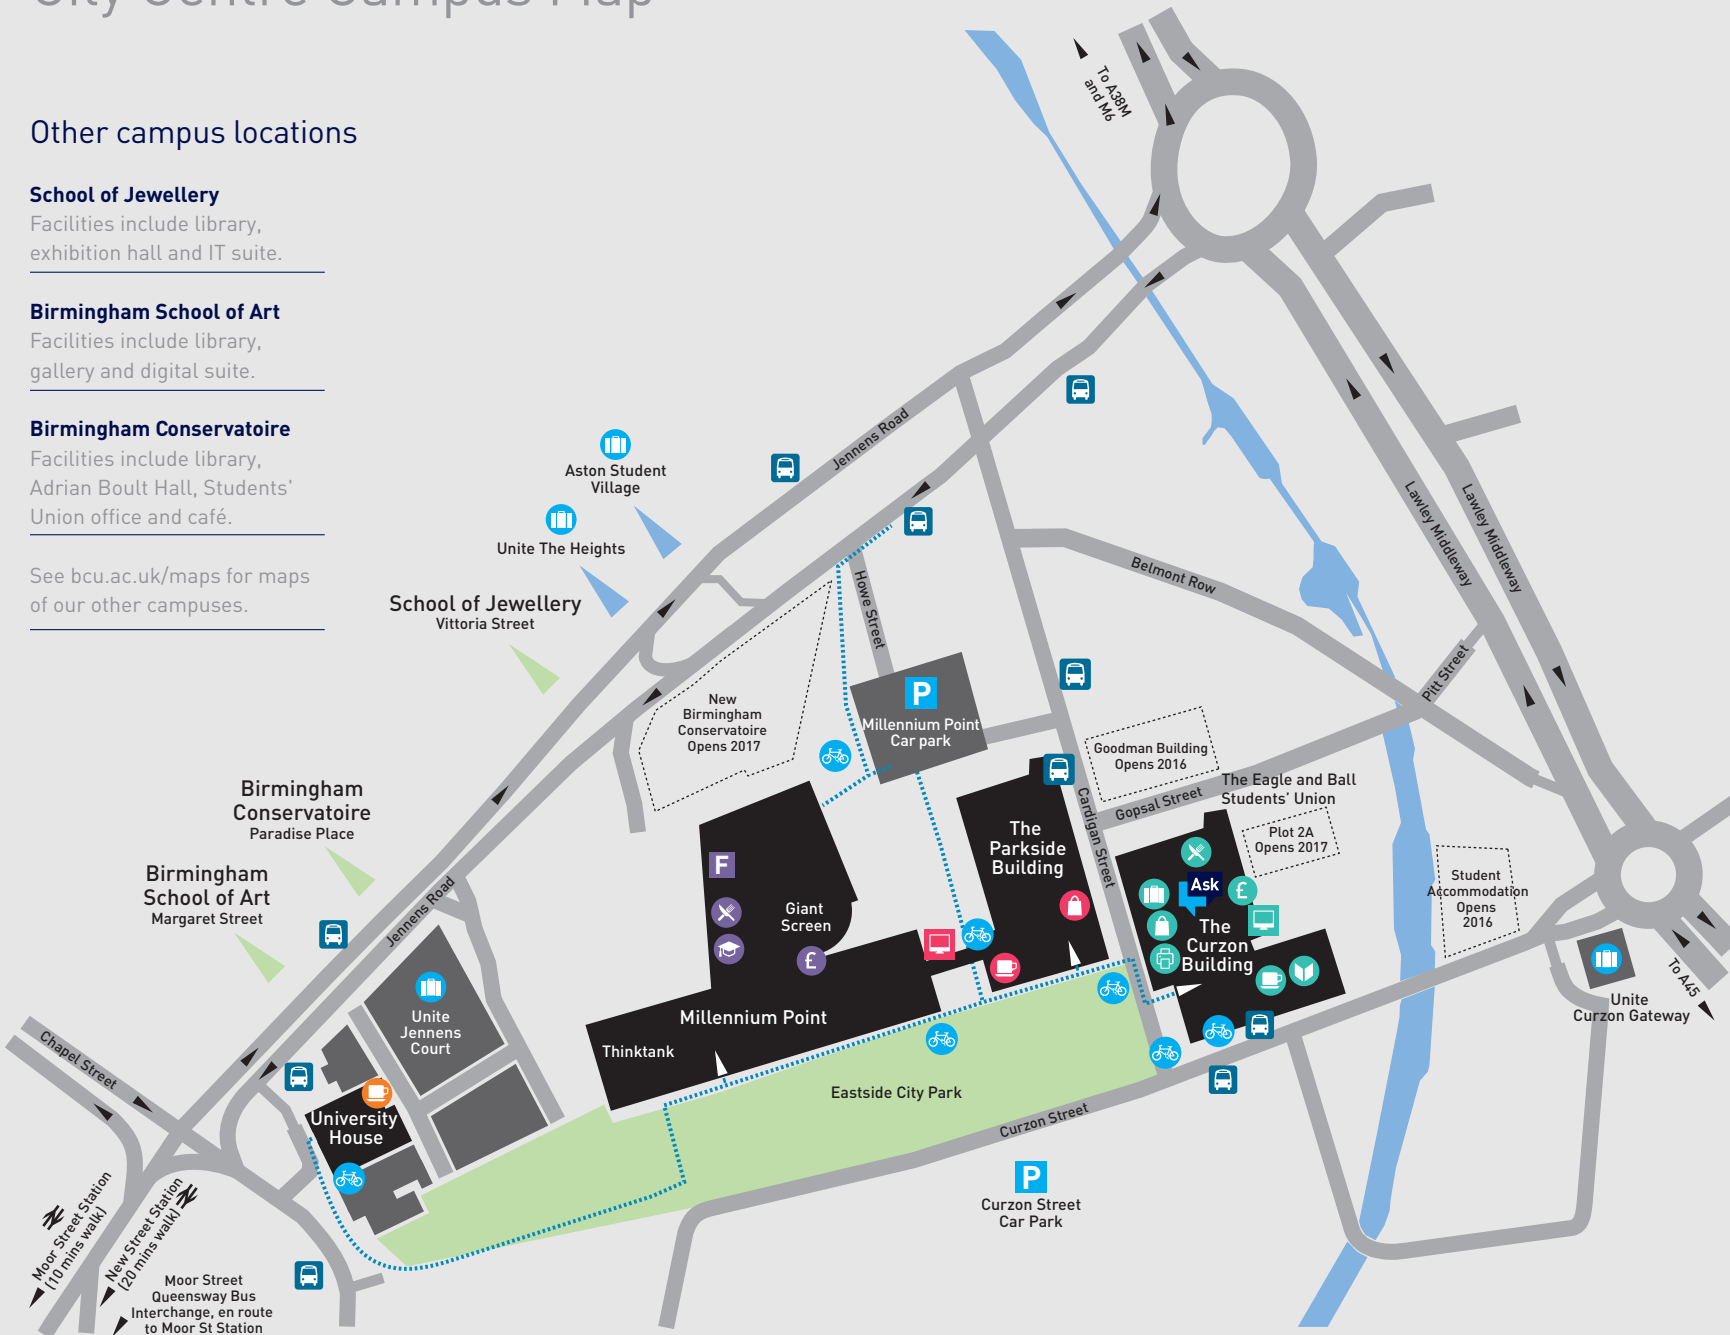 City Centre Campus Map
Other campus locations
School of Jewellery
Facilities include library,
exhibition hall and IT suite.
Birmingham School of Art
Facilities include library,
gallery and digital suite.
Birmingham Conservatoire
Facilities include library,
Adrian Boult Hall, Students'
Union office and café.
See bcu.ac.uk/maps for maps
of our other campuses.
To A38M
and M6
Jennens Road
Aston Student
Village
Unite The Heights
School of Jewellery
Vittoria Street
Lawley Middleway
Lawley Middleway
Belmont Row
Howe Street
Pitt Street
New
Birmingham
Conservatoire
Opens 2017
P
Millennium Point
Car park
Goodman Building
Opens 2016
Gopsal Street
The Eagle and Ball
Students' Union
Plot 2A
Opens 2017
Cardigan Street
Birmingham
Conservatoire
Paradise Place
Birmingham
School of Art
Margaret Street
Jennens Road
F
Giant
Screen
£
The
Parkside
Building
Ask
£
The
Curzon
Building
Student
Accommodation
Opens
2016
To A45
Unite
Curzon Gateway
Unite
Jennens
Court
Millennium Point
Thinktank
Chapel Street
University
House
Eastside City Park
Curzon Street
P
Curzon Street
Car Park
Moor Street Station
(10 mins walk)
New Street Station
(20 mins walk)
Moor Street
Queensway Bus
Interchange, en route
to Moor St Station